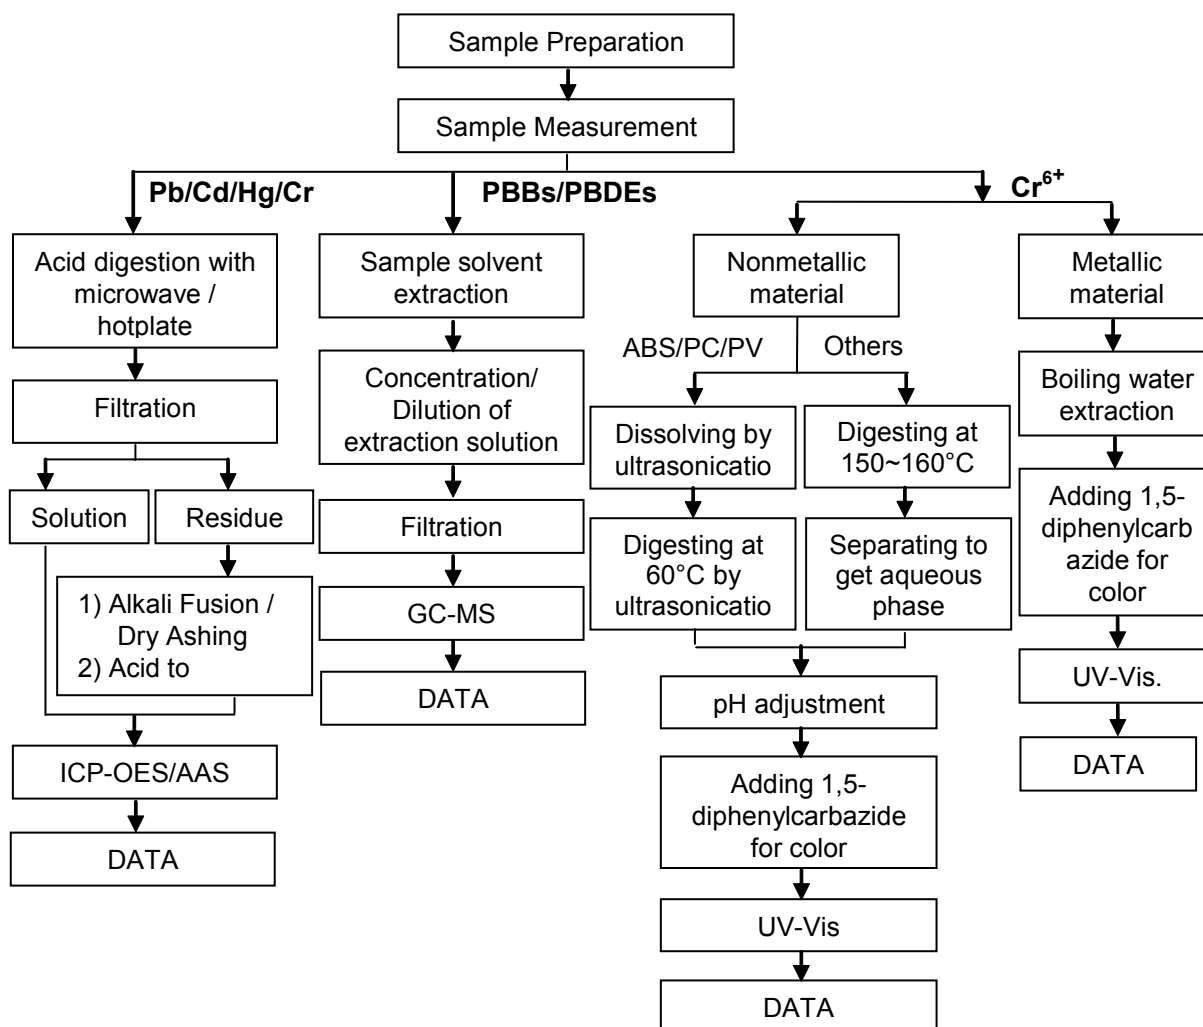 Sample Preparation
Sample Measurement
Pb/Cd/Hg/Cr
PBBs/PBDEs
Cr⁶⁺
Acid digestion with
microwave /
hotplate
Filtration
Solution
Residue
1) Alkali Fusion /
Dry Ashing
2) Acid to
ICP-OES/AAS
DATA
Sample solvent
extraction
Concentration/
Dilution of
extraction solution
Filtration
GC-MS
DATA
Nonmetallic
material
ABS/PC/PV
Others
Dissolving by
ultrasonicatio
Digesting at
60°C by
ultrasonicatio
Digesting at
150~160°C
Separating to
get aqueous
phase
pH adjustment
Adding 1,5-
diphenylcarbazide
for color
UV-Vis
DATA
Metallic
material
Boiling water
extraction
Adding 1,5-
diphenylcarb
azide for
color
UV-Vis.
DATA